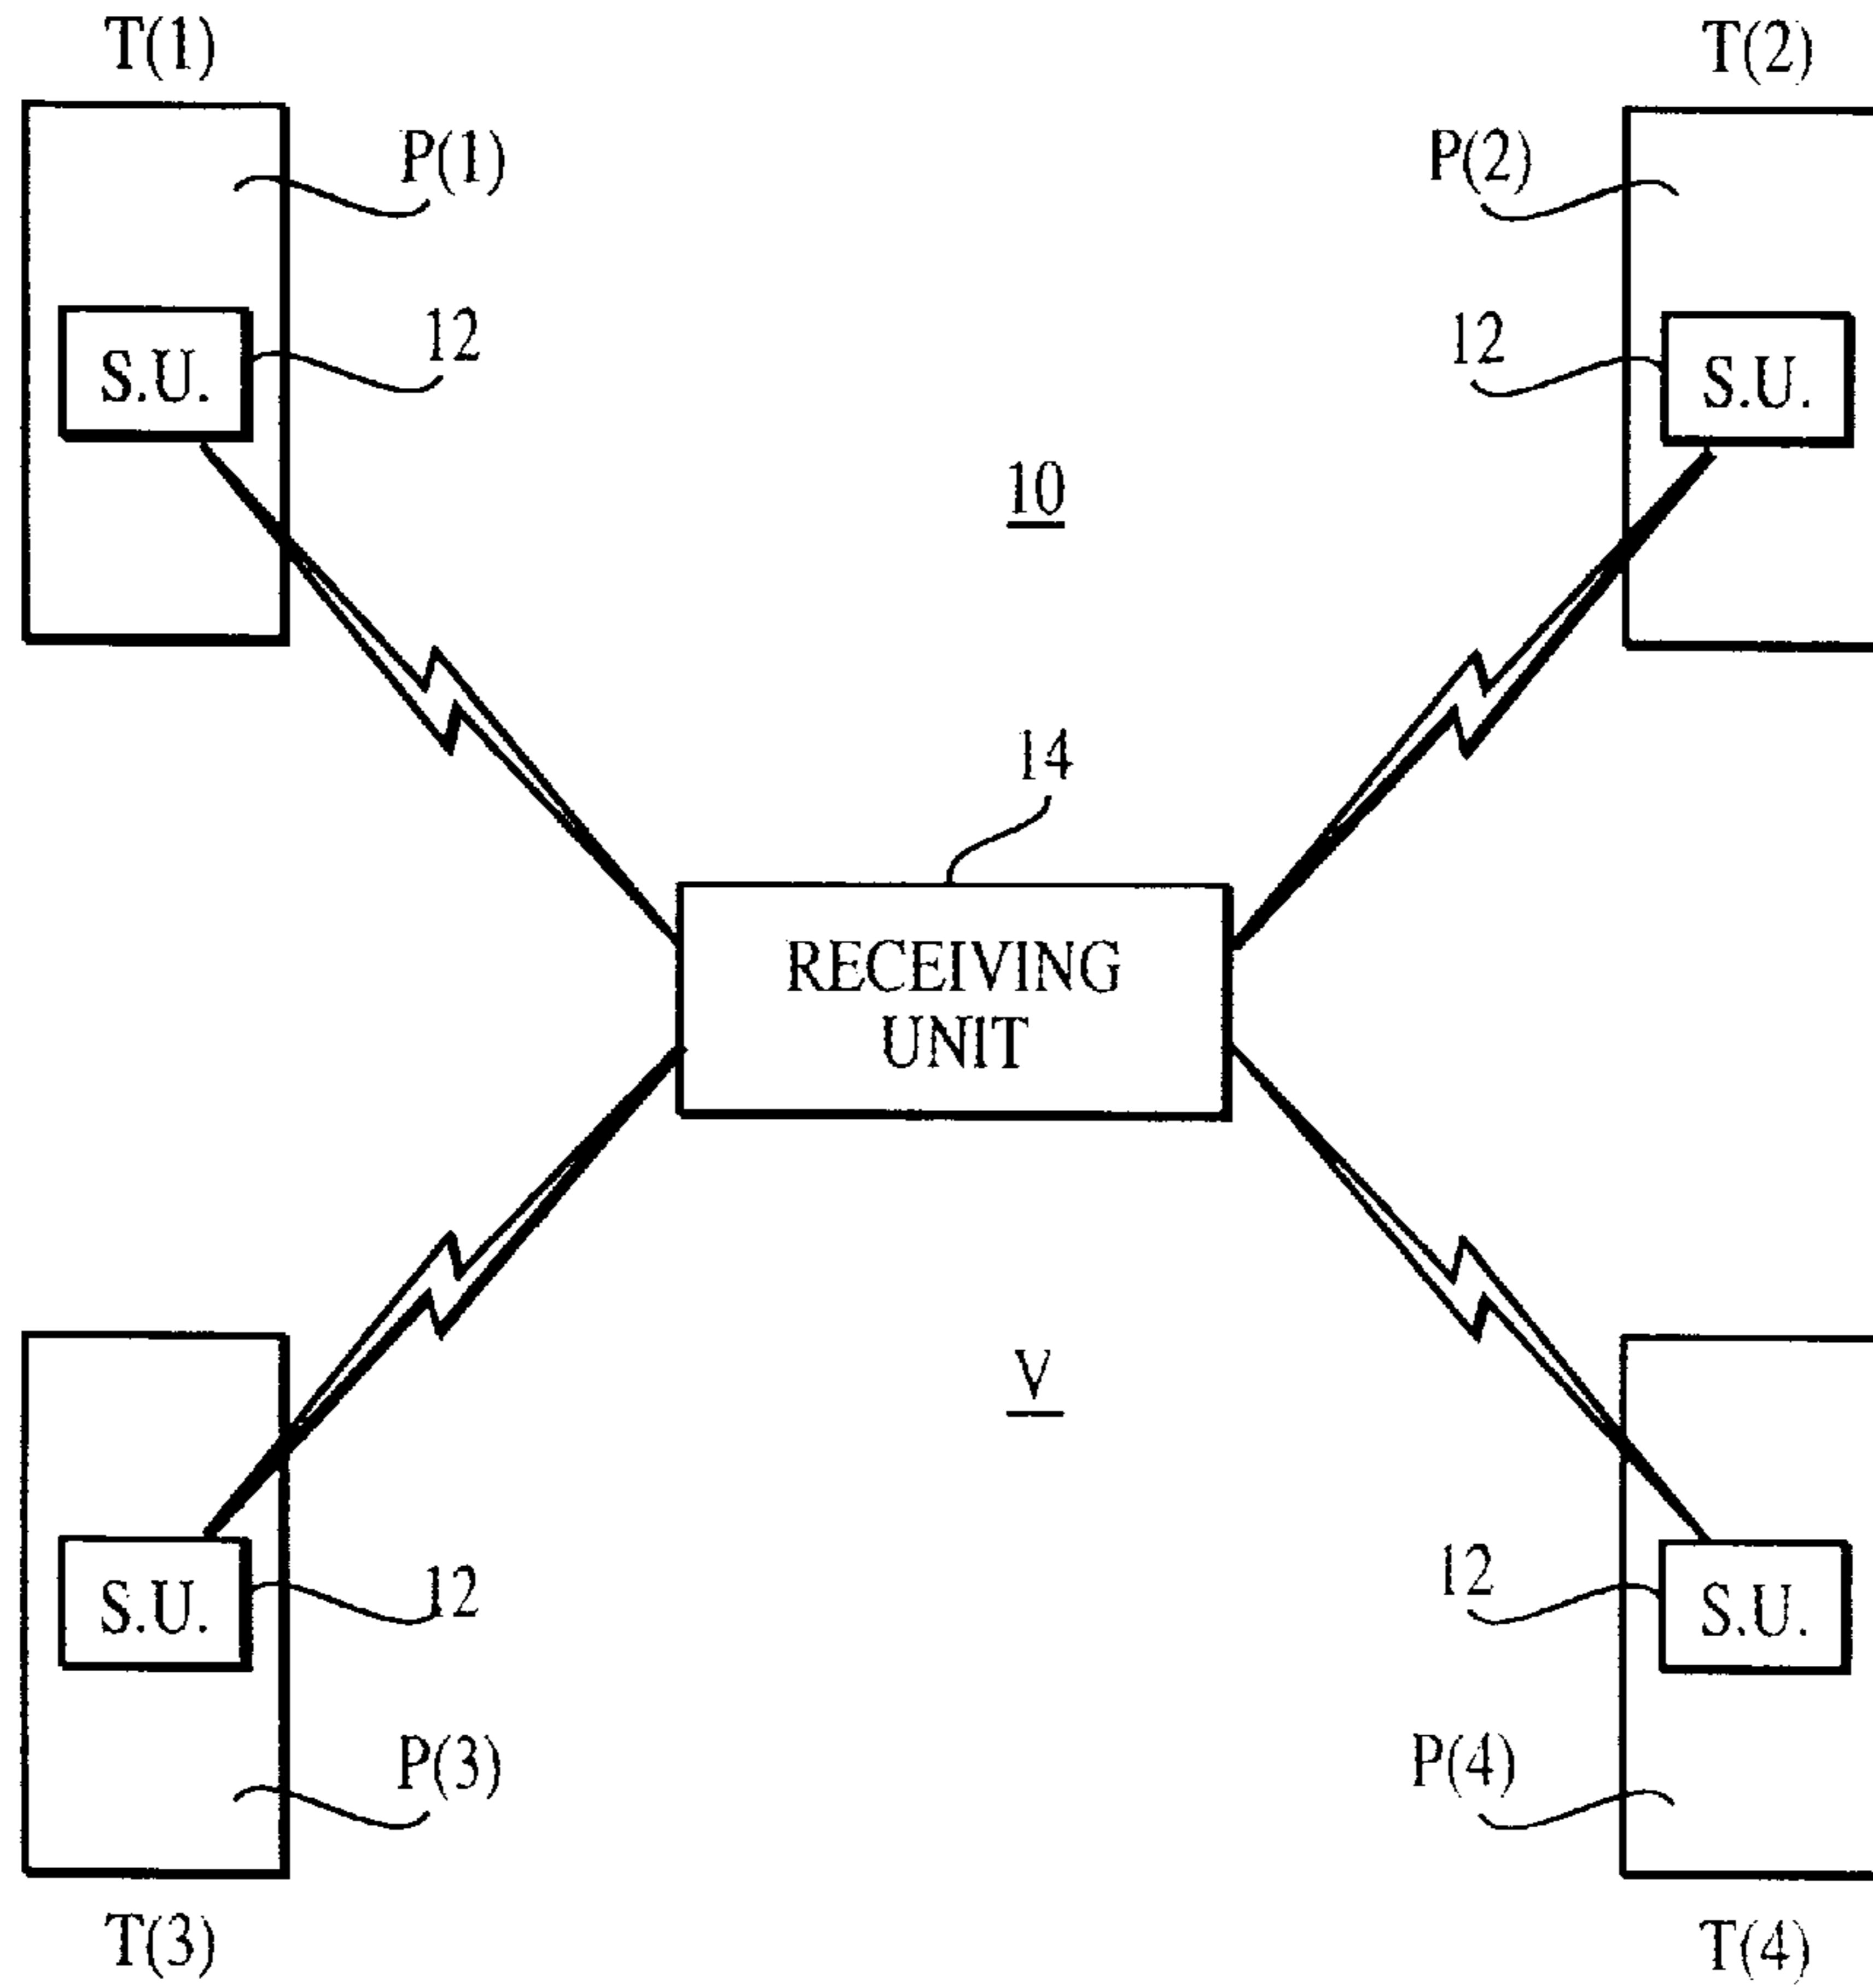 T(1)
T(2)
P(1)
P(2)
12
12
S.U.
S.U.
10
14
RECEIVING
UNIT
V
12
12
S.U.
S.U.
P(3)
P(4)
T(3)
T(4)